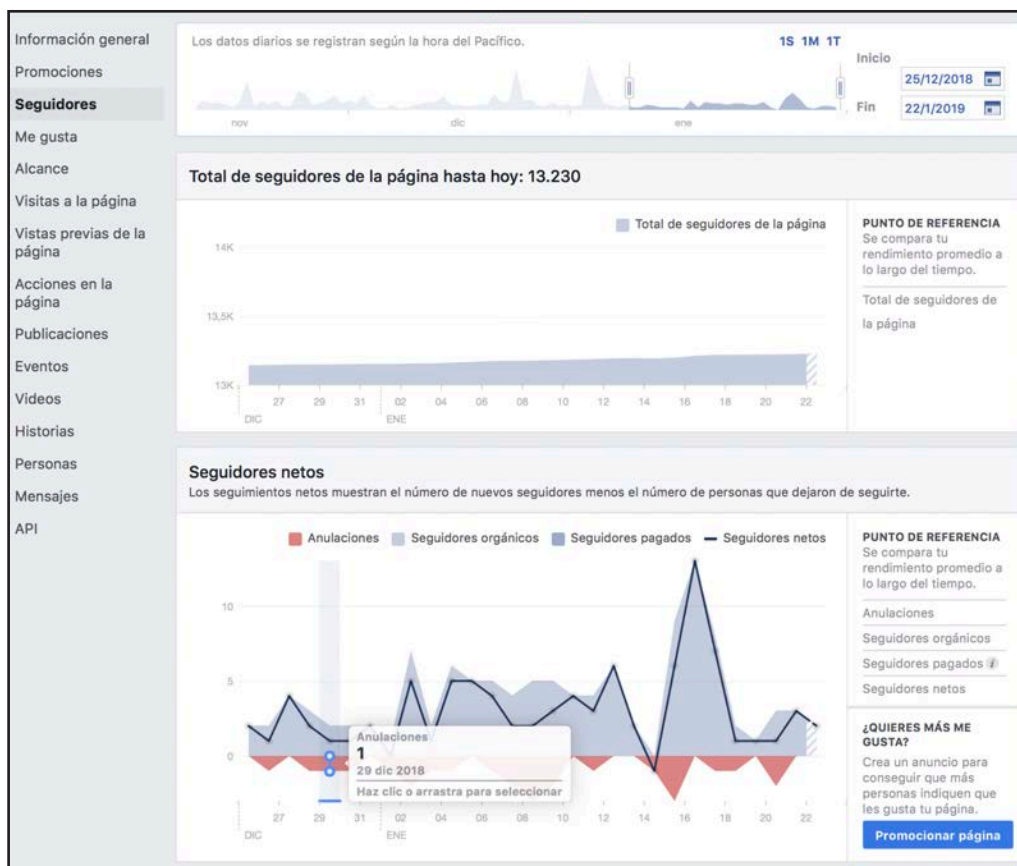 Información general
Promociones
Seguidores
Me gusta
Alcance
Visitas a la página
Vistas previas de la
página
Acciones en la
página
Publicaciones
Eventos
Videos
Historias
Personas
Mensajes
API
Los datos diarios se registran según la hora del Pacífico.
1S 1M 1T
Inicio
25/12/2018
Fin
22/1/2019
nov dic ene
Total de seguidores de la página hasta hoy: 13.230
Total de seguidores de la página
14K
13,5K
13K
27 29 31 02 04 06 08 10 12 14 16 18 20 22
DIC ENE
PUNTO DE REFERENCIA
Se compara tu
rendimiento promedio a
lo largo del tiempo.
Total de seguidores de
la página
Seguidores netos
Los seguimientos netos muestran el número de nuevos seguidores menos el número de personas que dejaron de seguirte.
Anulaciones Seguidores orgánicos Seguidores pagados Seguidores netos
10
5
0
Anulaciones
1
29 dic 2018
Haz clic o arrastra para seleccionar
27 29 31 02 04 06 08 10 12 14 16 18 20 22
DIC ENE
PUNTO DE REFERENCIA
Se compara tu
rendimiento promedio a
lo largo del tiempo.
Anulaciones
Seguidores orgánicos
Seguidores pagados i
Seguidores netos
¿QUIERES MÁS ME
GUSTA?
Crea un anuncio para
conseguir que más
personas indiquen que
les gusta tu página.
Promocionar página